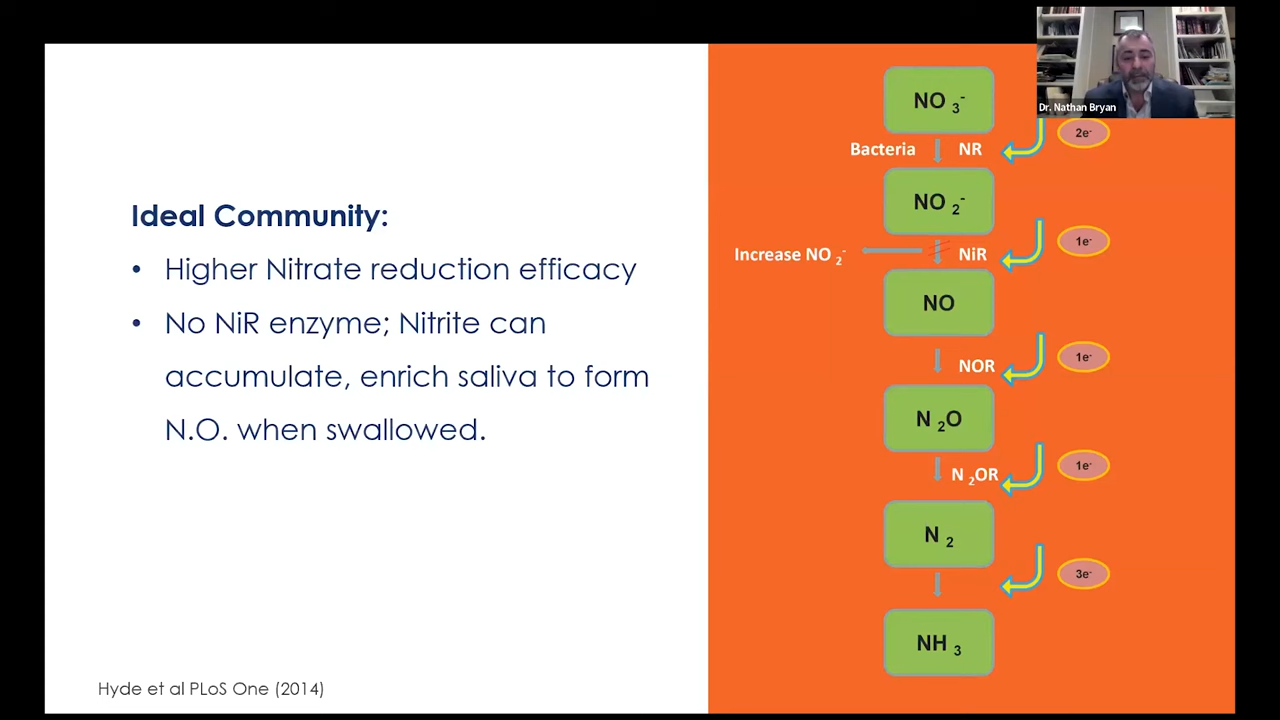 Dr. Nathan Bryan
Ideal Community:
• Higher Nitrate reduction efficacy
• No NiR enzyme; Nitrite can
accumulate, enrich saliva to form
N.O. when swallowed.
Hyde et al PLoS One (2014)
NO 3-
2e-
Bacteria NR
NO 2-
1e-
Increase NO 2- NiR
NO
1e-
NOR
N 2O
1e-
N 2OR
N 2
3e-
NH 3